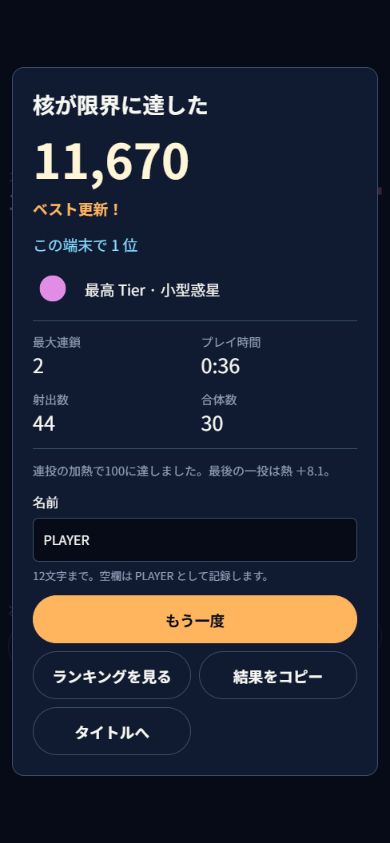 核が限界に達した
11,670
ベスト更新！
この端末で 1 位
最高 Tier・小型惑星
最大連鎖 プレイ時間
2 0:36
射出数 合体数
44 30
連投の加熱で100に達しました。最後の一投は熱 ＋8.1。
名前
PLAYER
12文字まで。空欄は PLAYER として記録します。
もう一度
ランキングを見る 結果をコピー
タイトルへ